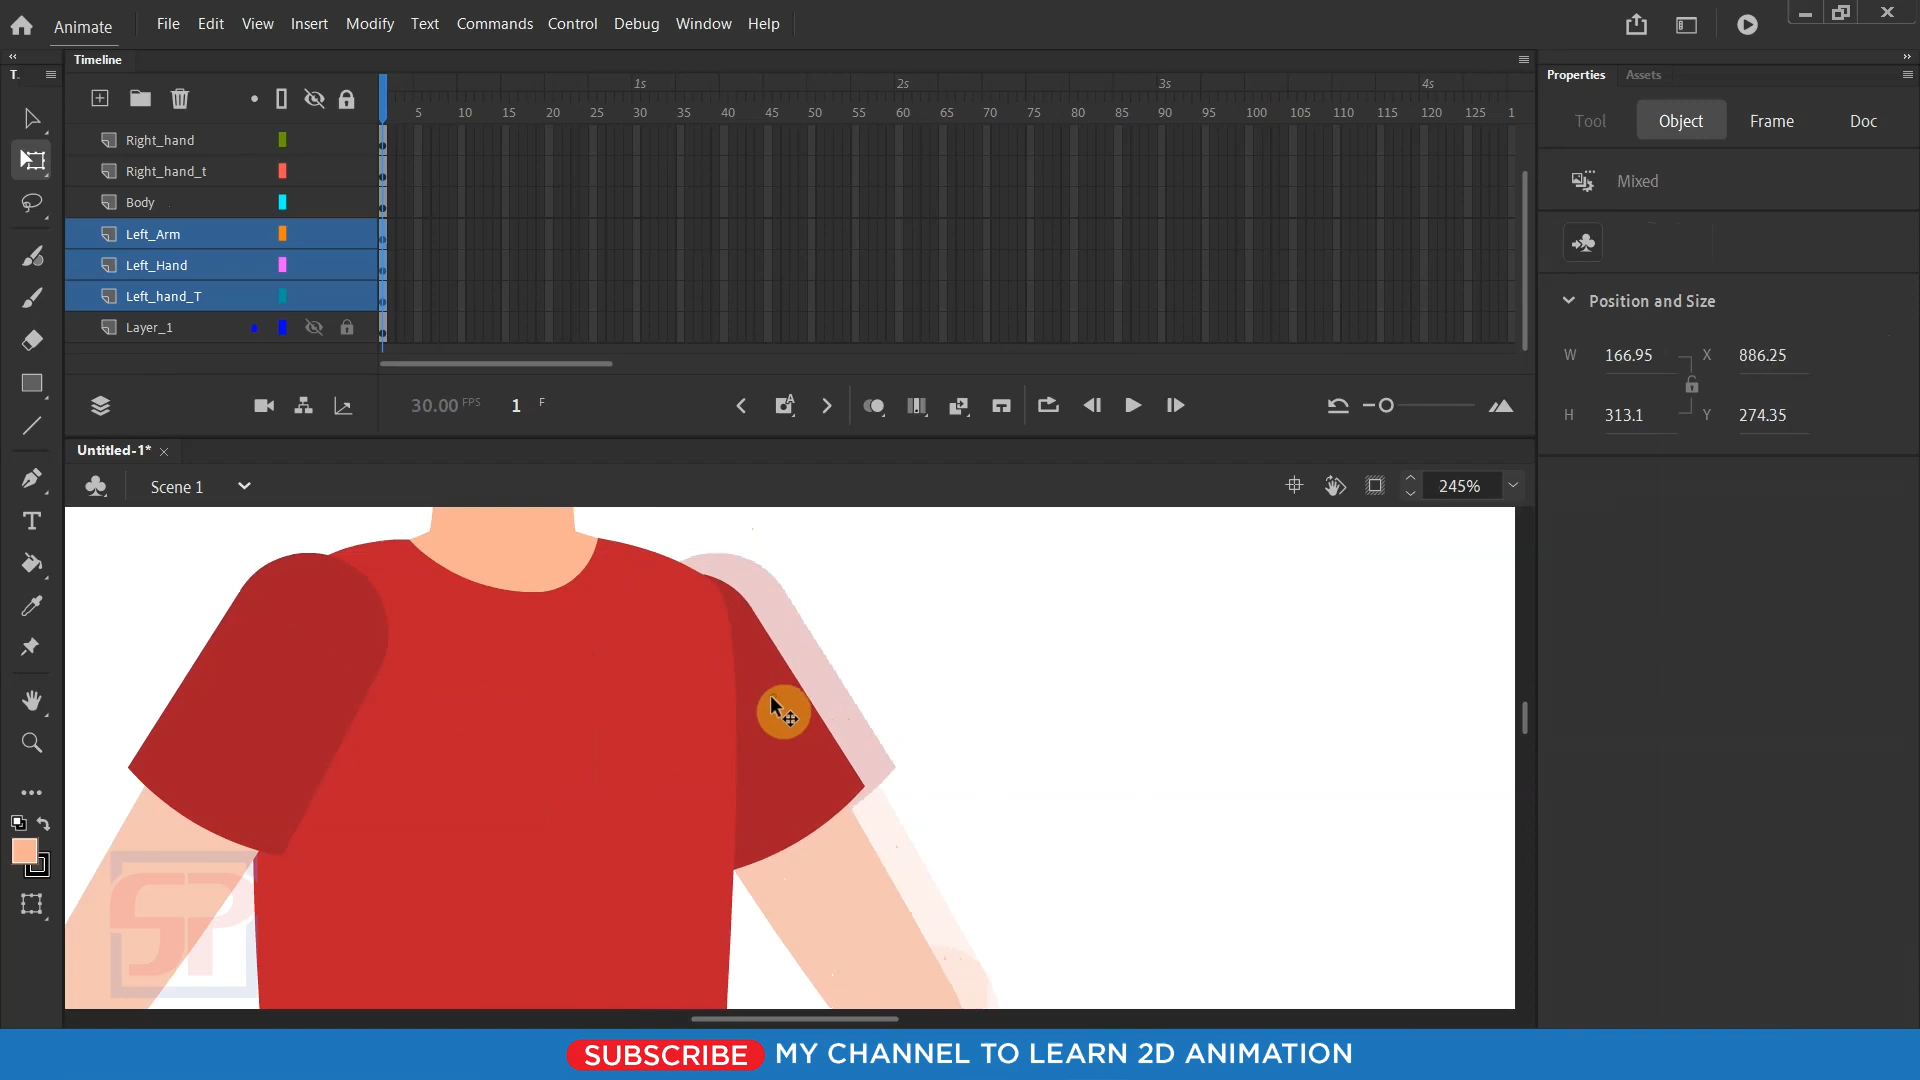 Animate
File Edit View Insert Modify Text Commands Control Debug Window Help
Timeline
T.
Properties Assets
1s 2s 3s 4s
5 10 15 20 25 30 35 40 45 50 55 60 65 70 75 80 85 90 95 100 105 110 115 120 125 1
Tool Object Frame Doc
Right_hand
Right_hand_t
Mixed
Body
Left_Arm
Left_Hand
Left_hand_T
Position and Size
Layer_1
W 166.95 X 886.25
30.00 FPS 1 F
H 313.1 Y 274.35
Untitled-1*
Scene 1
245%
SP
SUBSCRIBE MY CHANNEL TO LEARN 2D ANIMATION